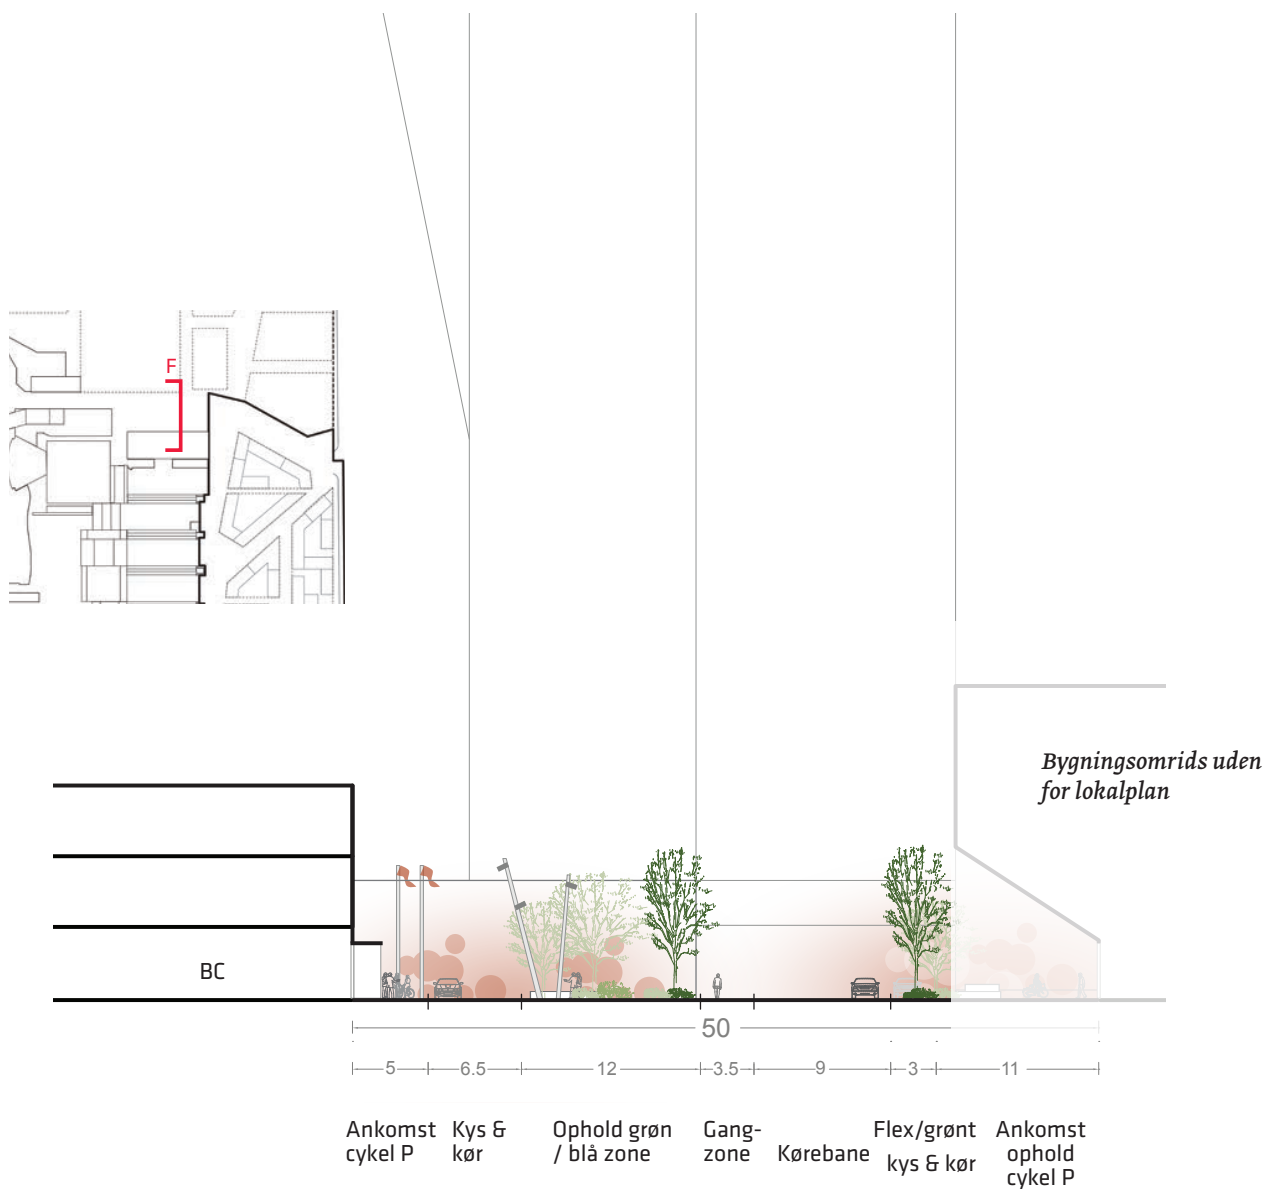 F
Bygningsomrids uden
for lokalplan
BC
50
5 6.5 12 3.5 9 3 11
Ankomst
cykel P
Kys &
kør
Ophold grøn
/ blå zone
Gang-
zone
Kørebane
Flex/grønt
kys & kør
Ankomst
ophold
cykel P